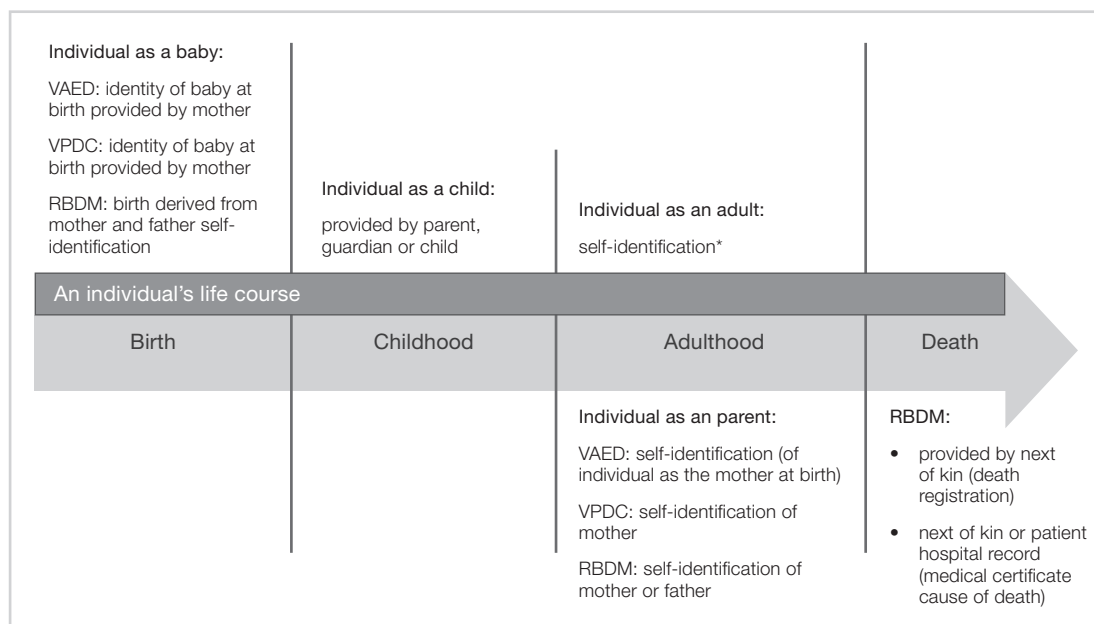 Individual as a baby:
VAED: identity of baby at
birth provided by mother
VPDC: identity of baby at
birth provided by mother
RBDM: birth derived from
mother and father self-
identification
Individual as a child:
provided by parent,
guardian or child
Individual as an adult:
self-identification*
An individual’s life course
Birth
Childhood
Adulthood
Death
Individual as an parent:
VAED: self-identification (of
individual as the mother at birth)
VPDC: self-identification of
mother
RBDM: self-identification of
mother or father
RBDM:
• provided by next
of kin (death
registration)
• next of kin or patient
hospital record
(medical certificate
cause of death)